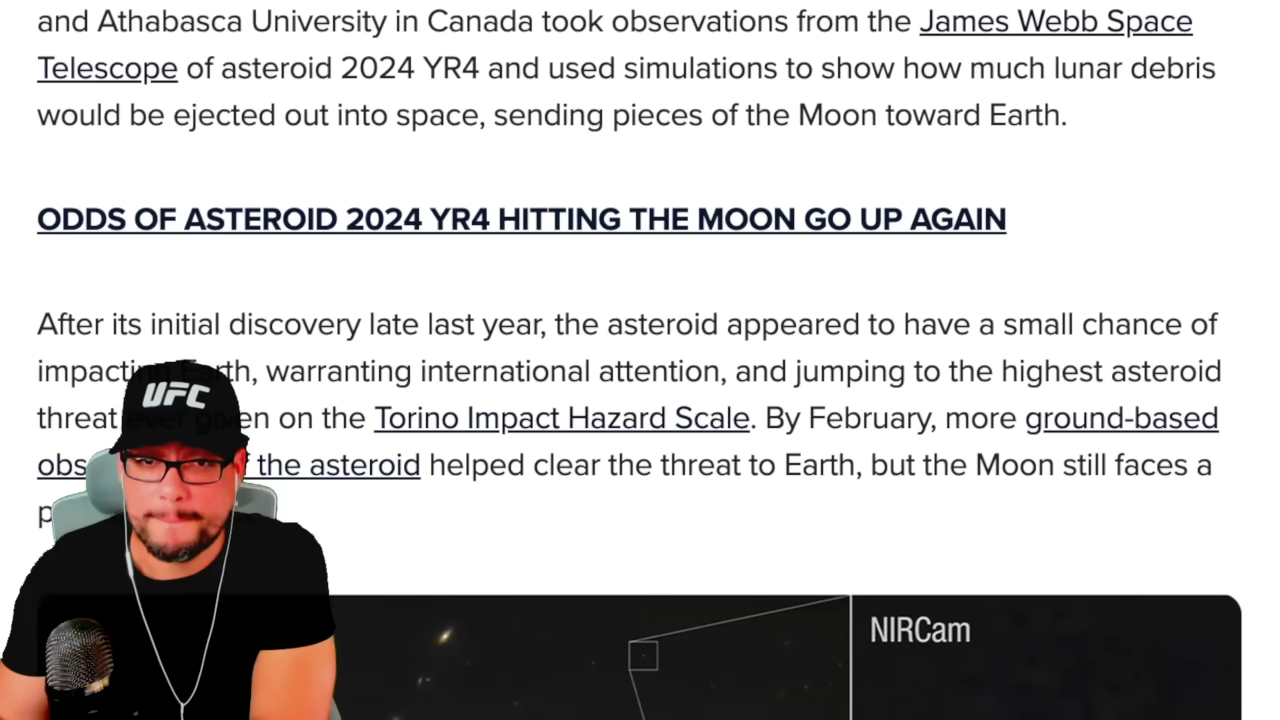 and Athabasca University in Canada took observations from the James Webb Space
Telescope of asteroid 2024 YR4 and used simulations to show how much lunar debris
would be ejected out into space, sending pieces of the Moon toward Earth.
ODDS OF ASTEROID 2024 YR4 HITTING THE MOON GO UP AGAIN
After its initial discovery late last year, the asteroid appeared to have a small chance of
impacting Earth, warranting international attention, and jumping to the highest asteroid
threat ever given on the Torino Impact Hazard Scale. By February, more ground-based
the asteroid helped clear the threat to Earth, but the Moon still faces a
UFC
NIRCam